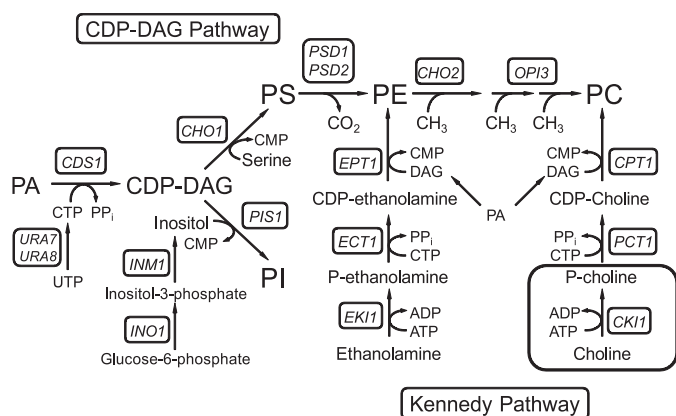 CDP-DAG Pathway
PSD1
PSD2
CHO2
OPI3
PS
PE
PC
CO2
CH3
CH3
CH3
CHO1
CMP
Serine
CDS1
PA
CDP-DAG
CTP
PPi
URA7
URA8
UTP
Inositol
CMP
PIS1
PI
INM1
Inositol-3-phosphate
INO1
Glucose-6-phosphate
EPT1
CMP
DAG
CDP-ethanolamine
ECT1
PPi
CTP
P-ethanolamine
EKI1
ADP
ATP
Ethanolamine
PA
CMP
DAG
CPT1
CDP-Choline
PPi
CTP
PCT1
P-choline
ADP
ATP
CKI1
Choline
Kennedy Pathway